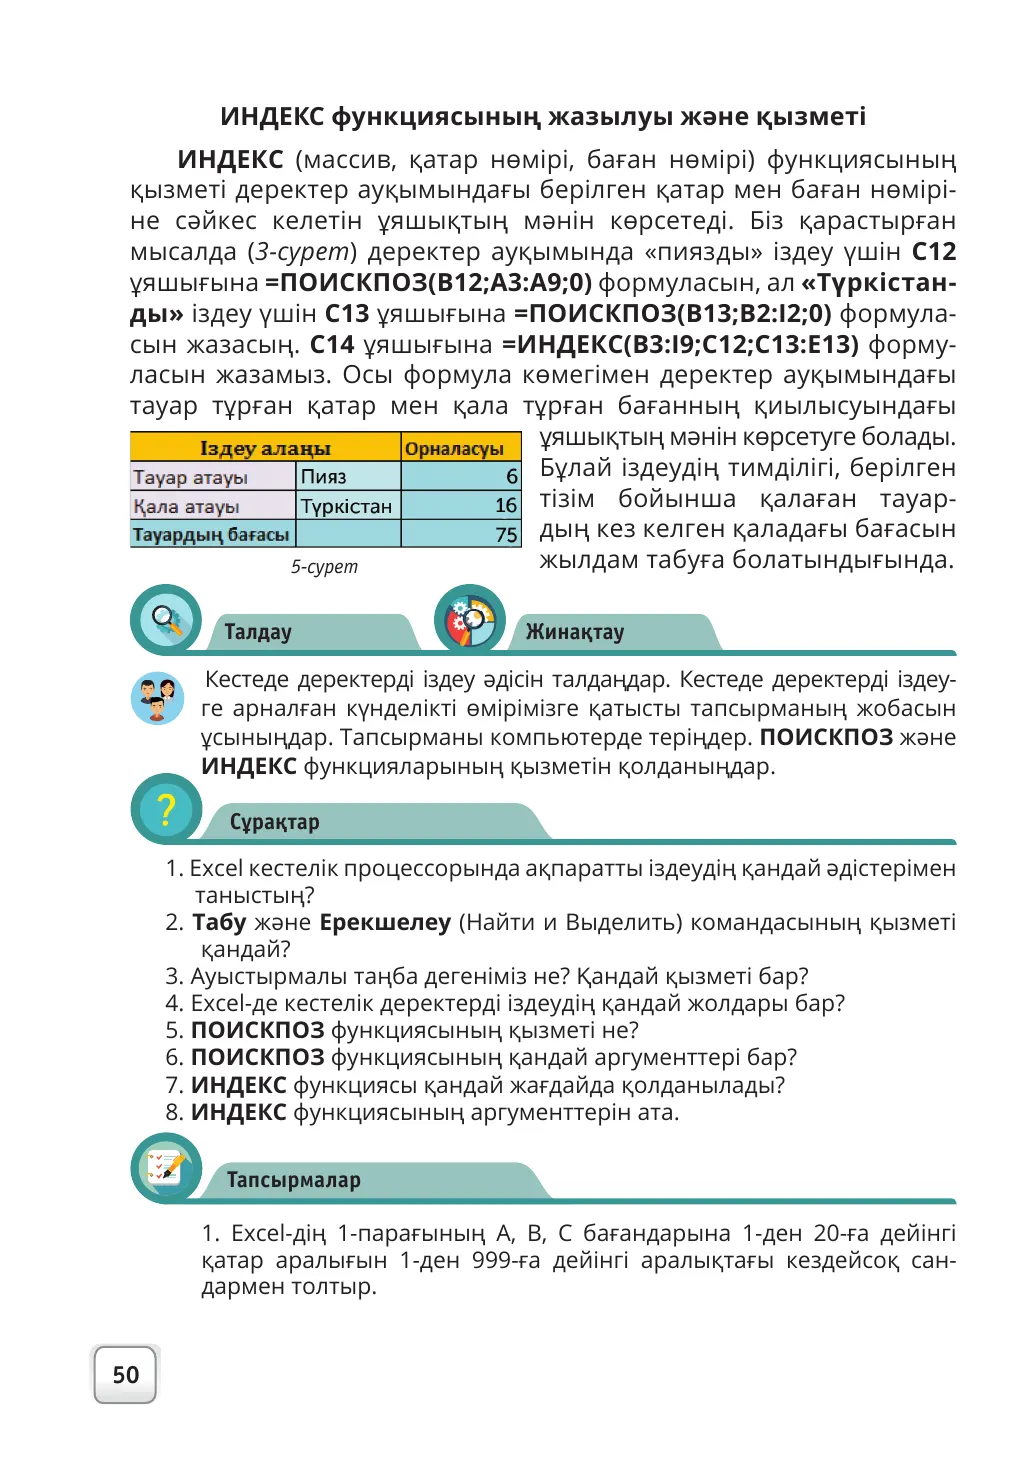 ИНДЕКС функциясының жазылуы және қызметі
ИНДЕКС (массив, қатар нөмірі, баған нөмірі) функциясының
қызметі деректер ауқымындағы берілген қатар мен баған нөмірі-
не сәйкес келетін ұяшықтың мәнін көрсетеді. Біз қарастырған
мысалда (3-сурет) деректер ауқымында «пиязды» іздеу үшін С12
ұяшығына =ПОИСКПОЗ(B12;A3:A9;0) формуласын, ал «Түркістан-
ды» іздеу үшін С13 ұяшығына =ПОИСКПОЗ(B13;B2:I2;0) формула-
сын жазасың. С14 ұяшығына =ИНДЕКС(B3:I9;C12;C13:E13) форму-
ласын жазамыз. Осы формула көмегімен деректер ауқымындағы
тауар тұрған қатар мен қала тұрған бағанның қиылысуындағы
ұяшықтың мәнін көрсетуге болады.
Бұлай іздеудің тимділігі, берілген
тізім бойынша қалаған тауар-
дың кез келген қаладағы бағасын
жылдам табуға болатындығында.
Іздеу алаңы Орналасуы
Тауар атауы Пияз 6
Қала атауы Түркістан 16
Тауардың бағасы 75
5-сурет
Талдау
Жинақтау
Кестеде деректерді іздеу әдісін талдаңдар. Кестеде деректерді іздеу-
ге арналған күнделікті өмірімізге қатысты тапсырманың жобасын
ұсыныңдар. Тапсырманы компьютерде теріңдер. ПОИСКПОЗ және
ИНДЕКС функцияларының қызметін қолданыңдар.
?
Сұрақтар
1. Excel кестелік процессорында ақпаратты іздеудің қандай әдістерімен
таныстың?
2. Табу және Ерекшелеу (Найти и Выделить) командасының қызметі
қандай?
3. Ауыстырмалы таңба дегеніміз не? Қандай қызметі бар?
4. Excel-де кестелік деректерді іздеудің қандай жолдары бар?
5. ПОИСКПОЗ функциясының қызметі не?
6. ПОИСКПОЗ функциясының қандай аргументтері бар?
7. ИНДЕКС функциясы қандай жағдайда қолданылады?
8. ИНДЕКС функциясының аргументтерін ата.
Тапсырмалар
1. Excel-дің 1-парағының А, В, С бағандарына 1-ден 20-ға дейінгі
қатар аралығын 1-ден 999-ға дейінгі аралықтағы кездейсоқ сан-
дармен толтыр.
50